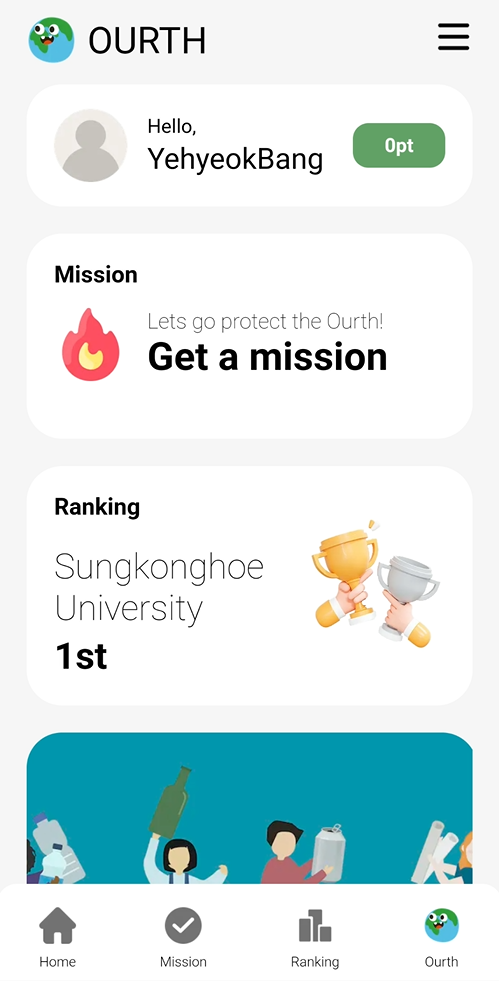 OURTH
Hello,
YehyeokBang
0pt
Mission
Lets go protect the Ourth!
Get a mission
Ranking
Sungkonghoe
University
1st
Home
Mission
Ranking
Ourth